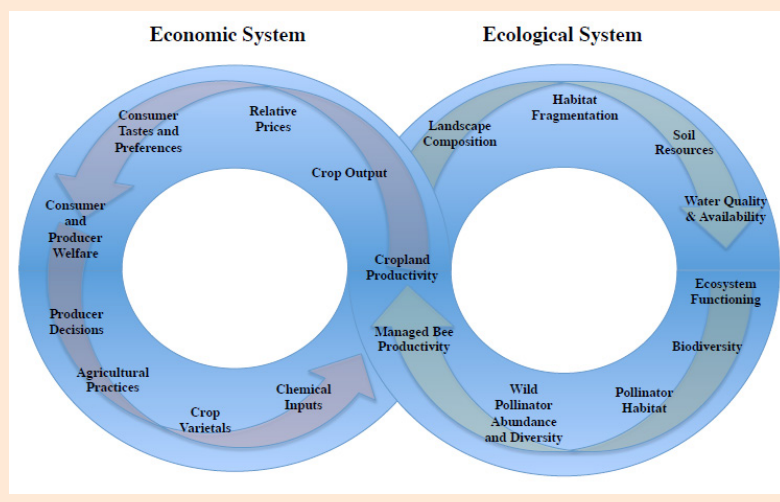 Economic System
Ecological System
Consumer
Tastes and
Preferences
Relative
Prices
Crop Output
Consumer
and
Producer
Welfare
Producer
Decisions
Agricultural
Practices
Crop
Varietals
Chemical
Inputs
Cropland
Productivity
Managed Bee
Productivity
Landscape
Composition
Habitat
Fragmentation
Soil
Resources
Water Quality
& Availability
Ecosystem
Functioning
Biodiversity
Pollinator
Habitat
Wild
Pollinator
Abundance
and Diversity